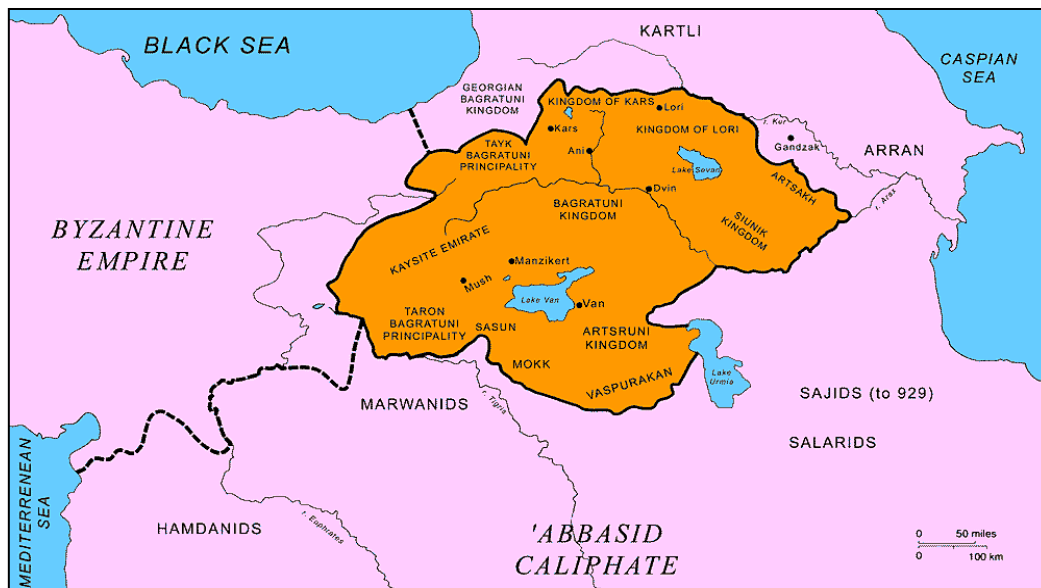 BLACK SEA
KARTLI
CASPIAN
SEA
GEORGIAN
BAGRATUNI
KINGDOM
KINGDOM OF KARS
Lori
Kars
KINGDOM OF LORI
r. Kur
Gandzak
TAYK
BAGRATUNI
PRINCIPALITY
Ani
ARRAN
Lake Sevan
Dvin
ARTSAKH
BAGRATUNI
KINGDOM
SIUNIK
KINGDOM
r. Arax
BYZANTINE
EMPIRE
KAYSITE EMIRATE
Manzikert
Mush
Lake Van
Van
TARON
BAGRATUNI
PRINCIPALITY
SASUN
ARTSRUNI
KINGDOM
MOKK
VASPURAKAN
Lake
Urmia
MARWANIDS
r. Tigris
SAJIDS (to 929)
SALARIDS
MEDITERRENEAN
SEA
HAMDANIDS
r. Euphrates
'ABBASID
CALIPHATE
0 50 miles
0 100 km